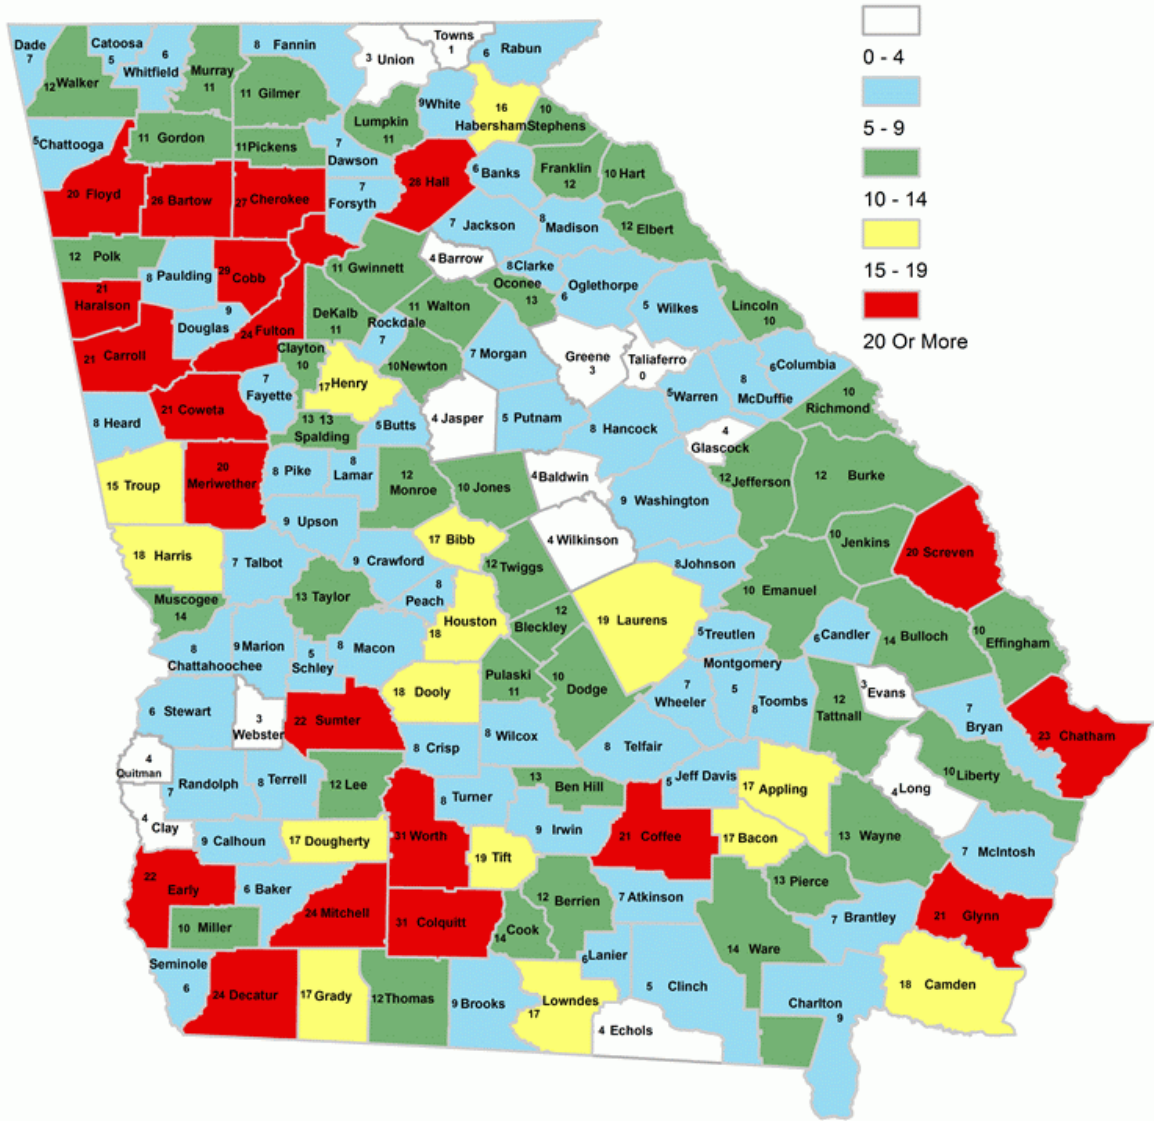 Dade
7
Catoosa
5
6
Whitfield
Murray
11
8 Fannin
3 Union
Towns
1
6 Rabun
0 - 4
12 Walker
11 Gilmer
9 White
16
Habersham
10
Stephens
5 - 9
Lumpkin
11
5 Chattooga
11 Gordon
11 Pickens
7
Dawson
28 Hall
6 Banks
Franklin
12
10 Hart
10 - 14
20 Floyd
26 Bartow
27 Cherokee
7
Forsyth
7 Jackson
8
Madison
12 Elbert
15 - 19
12 Polk
8 Paulding
29 Cobb
11 Gwinnett
4 Barrow
8 Clarke
Oconee
13
6
Oglethorpe
5 Wilkes
Lincoln
10
20 Or More
21
Haralson
9
Douglas
24 Fulton
DeKalb
11
Rockdale
7
11 Walton
21 Carroll
Clayton
10
17 Henry
10 Newton
7 Morgan
Greene
3
Taliaferro
0
6 Columbia
8
McDuffie
5 Warren
10
Richmond
8 Heard
21 Coweta
7
Fayette
13 13
Spalding
5 Butts
4 Jasper
5 Putnam
8 Hancock
4
Glascock
15 Troup
20
Meriwether
8 Pike
8
Lamar
12
Monroe
10 Jones
4 Baldwin
9 Washington
12 Jefferson
12 Burke
18 Harris
9 Upson
17 Bibb
4 Wilkinson
10
Jenkins
20 Screven
7 Talbot
9 Crawford
12 Twiggs
8 Johnson
10 Emanuel
Muscogee
14
13 Taylor
8
Peach
18
Houston
12
Bleckley
19 Laurens
5 Treutlen
6 Candler
14 Bulloch
10
Effingham
8
Chattahoochee
9 Marion
5
Schley
8 Macon
18 Dooly
Pulaski
11
10
Dodge
Montgomery
5
7
Wheeler
8
Toombs
12
Tattnall
3
Evans
7
Bryan
23 Chatham
6 Stewart
3
Webster
22 Sumter
8 Crisp
8 Wilcox
8 Telfair
4
Quitman
7 Randolph
8 Terrell
12 Lee
8 Turner
13
Ben Hill
5 Jeff Davis
17 Appling
4 Long
10 Liberty
4
Clay
9 Calhoun
17 Dougherty
31 Worth
19 Tift
9 Irwin
21 Coffee
17 Bacon
13 Wayne
7 McIntosh
22
Early
6 Baker
24 Mitchell
31 Colquitt
14
Cook
12 Berrien
7 Atkinson
13 Pierce
7 Brantley
21 Glynn
10 Miller
14 Ware
Seminole
6
24 Decatur
17 Grady
12 Thomas
9 Brooks
Lowndes
17
6 Lanier
5 Clinch
4 Echols
Charlton
9
18 Camden